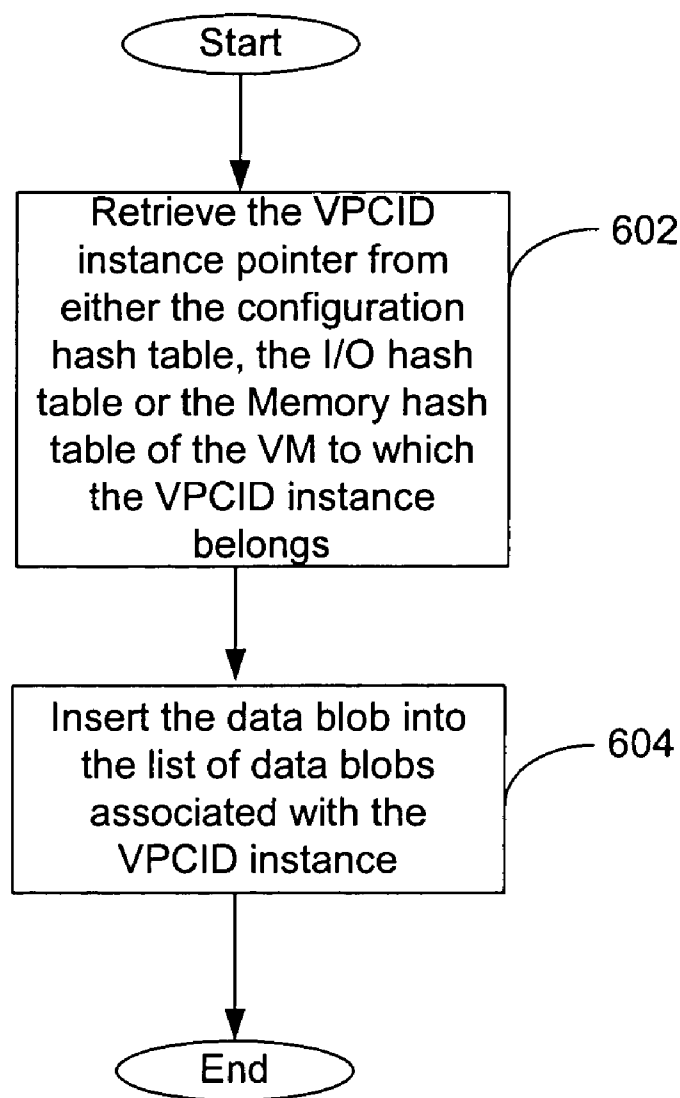 Start
Retrieve the VPCID
instance pointer from
either the configuration
hash table, the I/O hash
table or the Memory hash
table of the VM to which
the VPCID instance
belongs
602
Insert the data blob into
the list of data blobs
associated with the
VPCID instance
604
End